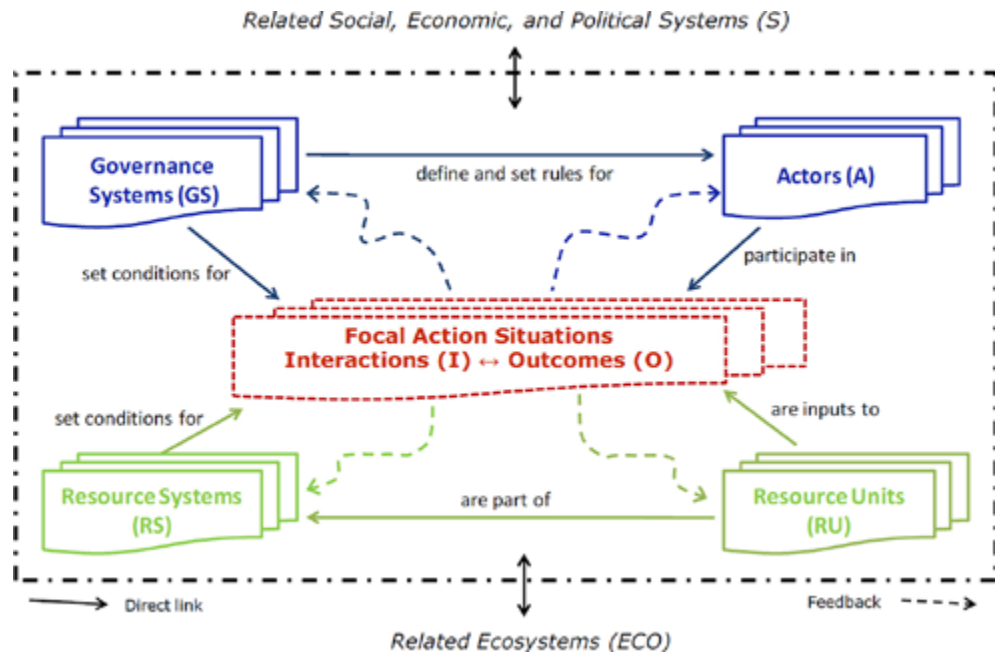 Related Social, Economic, and Political Systems (S)
Governance
Systems (GS)
define and set rules for
Actors (A)
set conditions for
participate in
Focal Action Situations
Interactions (I) ↔ Outcomes (O)
set conditions for
are inputs to
Resource Systems
(RS)
are part of
Resource Units
(RU)
Direct link
Feedback
Related Ecosystems (ECO)